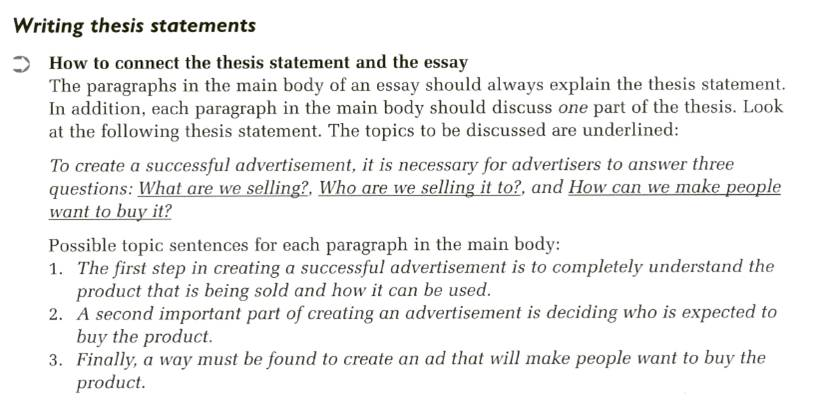 Writing thesis statements
How to connect the thesis statement and the essay
The paragraphs in the main body of an essay should always explain the thesis statement.
In addition, each paragraph in the main body should discuss one part of the thesis. Look
at the following thesis statement. The topics to be discussed are underlined:
To create a successful advertisement, it is necessary for advertisers to answer three
questions: What are we selling?, Who are we selling it to?, and How can we make people
want to buy it?
Possible topic sentences for each paragraph in the main body:
1. The first step in creating a successful advertisement is to completely understand the
product that is being sold and how it can be used.
2. A second important part of creating an advertisement is deciding who is expected to
buy the product.
3. Finally, a way must be found to create an ad that will make people want to buy the
product.